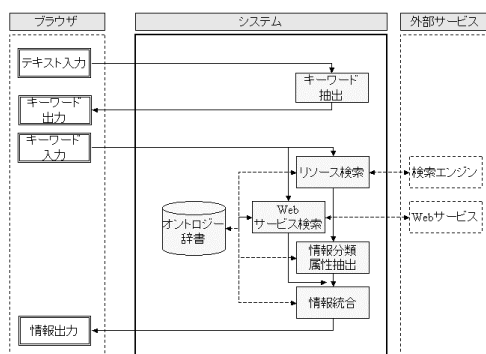 ブラウザ
システム
外部サービス
テキスト入力
キーワード
抽出
キーワード
出力
キーワード
入力
リソース検索
検索エンジン
Web
サービス検索
Webサービス
オントロジー
辞書
情報分類
属性抽出
情報統合
情報出力